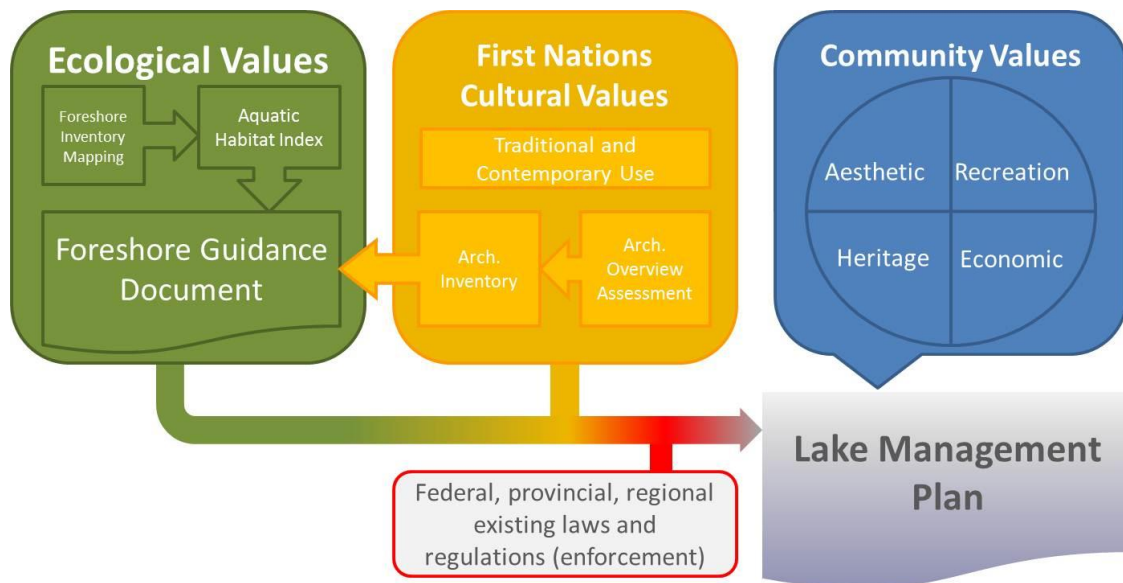 Ecological Values
Foreshore
Inventory
Mapping
Aquatic
Habitat Index
Foreshore Guidance
Document
First Nations
Cultural Values
Traditional and
Contemporary Use
Arch.
Inventory
Arch.
Overview
Assessment
Community Values
Aesthetic
Recreation
Heritage
Economic
Federal, provincial, regional
existing laws and
regulations (enforcement)
Lake Management
Plan